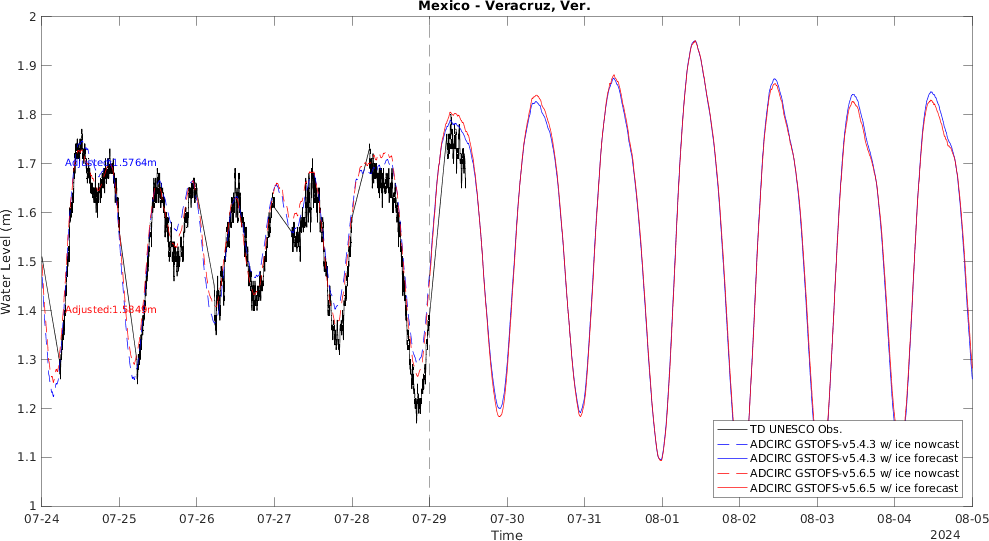 Mexico - Veracruz, Ver.
2
1.9
1.8
1.7
1.6
1.5
1.4
1.3
1.2
1.1
1
Water Level (m)
Adjusted:1.5764m
Adjusted:1.5849m
TD UNESCO Obs.
ADCIRC GSTOFS-v5.4.3 w/ ice nowcast
ADCIRC GSTOFS-v5.4.3 w/ ice forecast
ADCIRC GSTOFS-v5.6.5 w/ ice nowcast
ADCIRC GSTOFS-v5.6.5 w/ ice forecast
07-24 07-25 07-26 07-27 07-28 07-29 07-30 07-31 08-01 08-02 08-03 08-04 08-05
Time
2024